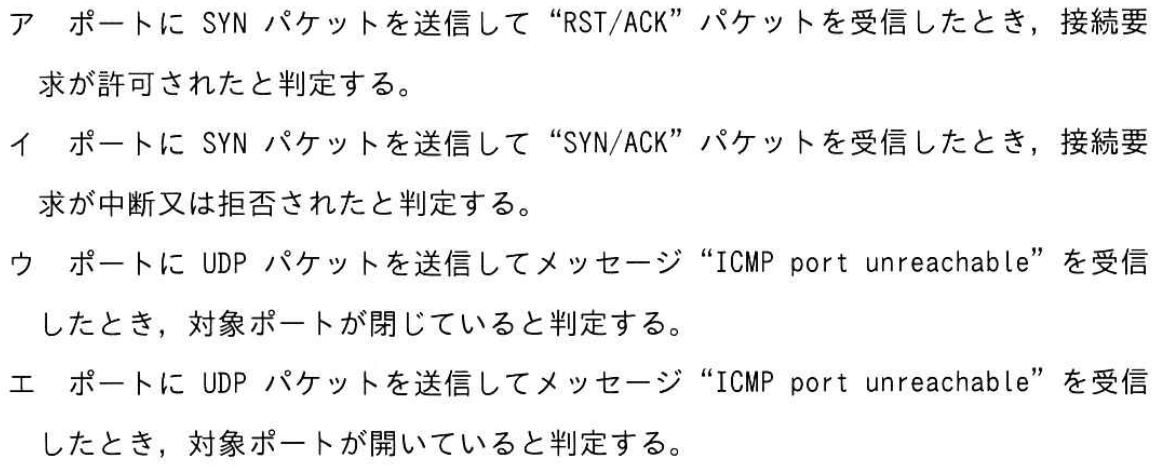 ア　ポートに SYN パケットを送信して“RST/ACK”パケットを受信したとき，接続要
求が許可されたと判定する。
イ　ポートに SYN パケットを送信して“SYN/ACK”パケットを受信したとき，接続要
求が中断又は拒否されたと判定する。
ウ　ポートに UDP パケットを送信してメッセージ“ICMP port unreachable”を受信
したとき，対象ポートが閉じていると判定する。
エ　ポートに UDP パケットを送信してメッセージ“ICMP port unreachable”を受信
したとき，対象ポートが開いていると判定する。